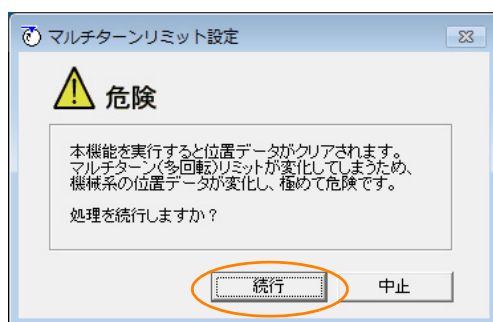 マルチターンリミット設定
危険
本機能を実行すると位置データがクリアされます。
マルチターン(多回転)リミットが変化してしまうため、
機械系の位置データが変化し、極めて危険です。
処理を続行しますか？
続行
中止